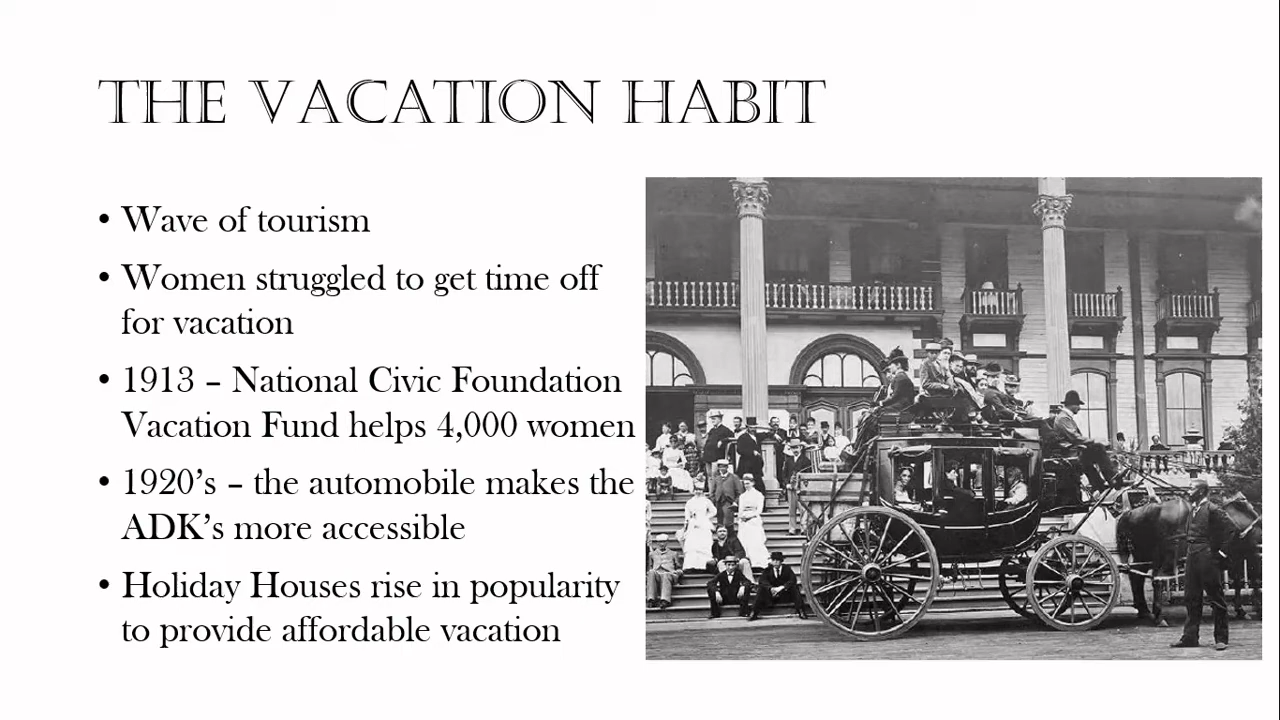 THE VACATION HABIT
• Wave of tourism
• Women struggled to get time off
for vacation
• 1913 – National Civic Foundation
Vacation Fund helps 4,000 women
• 1920’s – the automobile makes the
ADK’s more accessible
• Holiday Houses rise in popularity
to provide affordable vacation